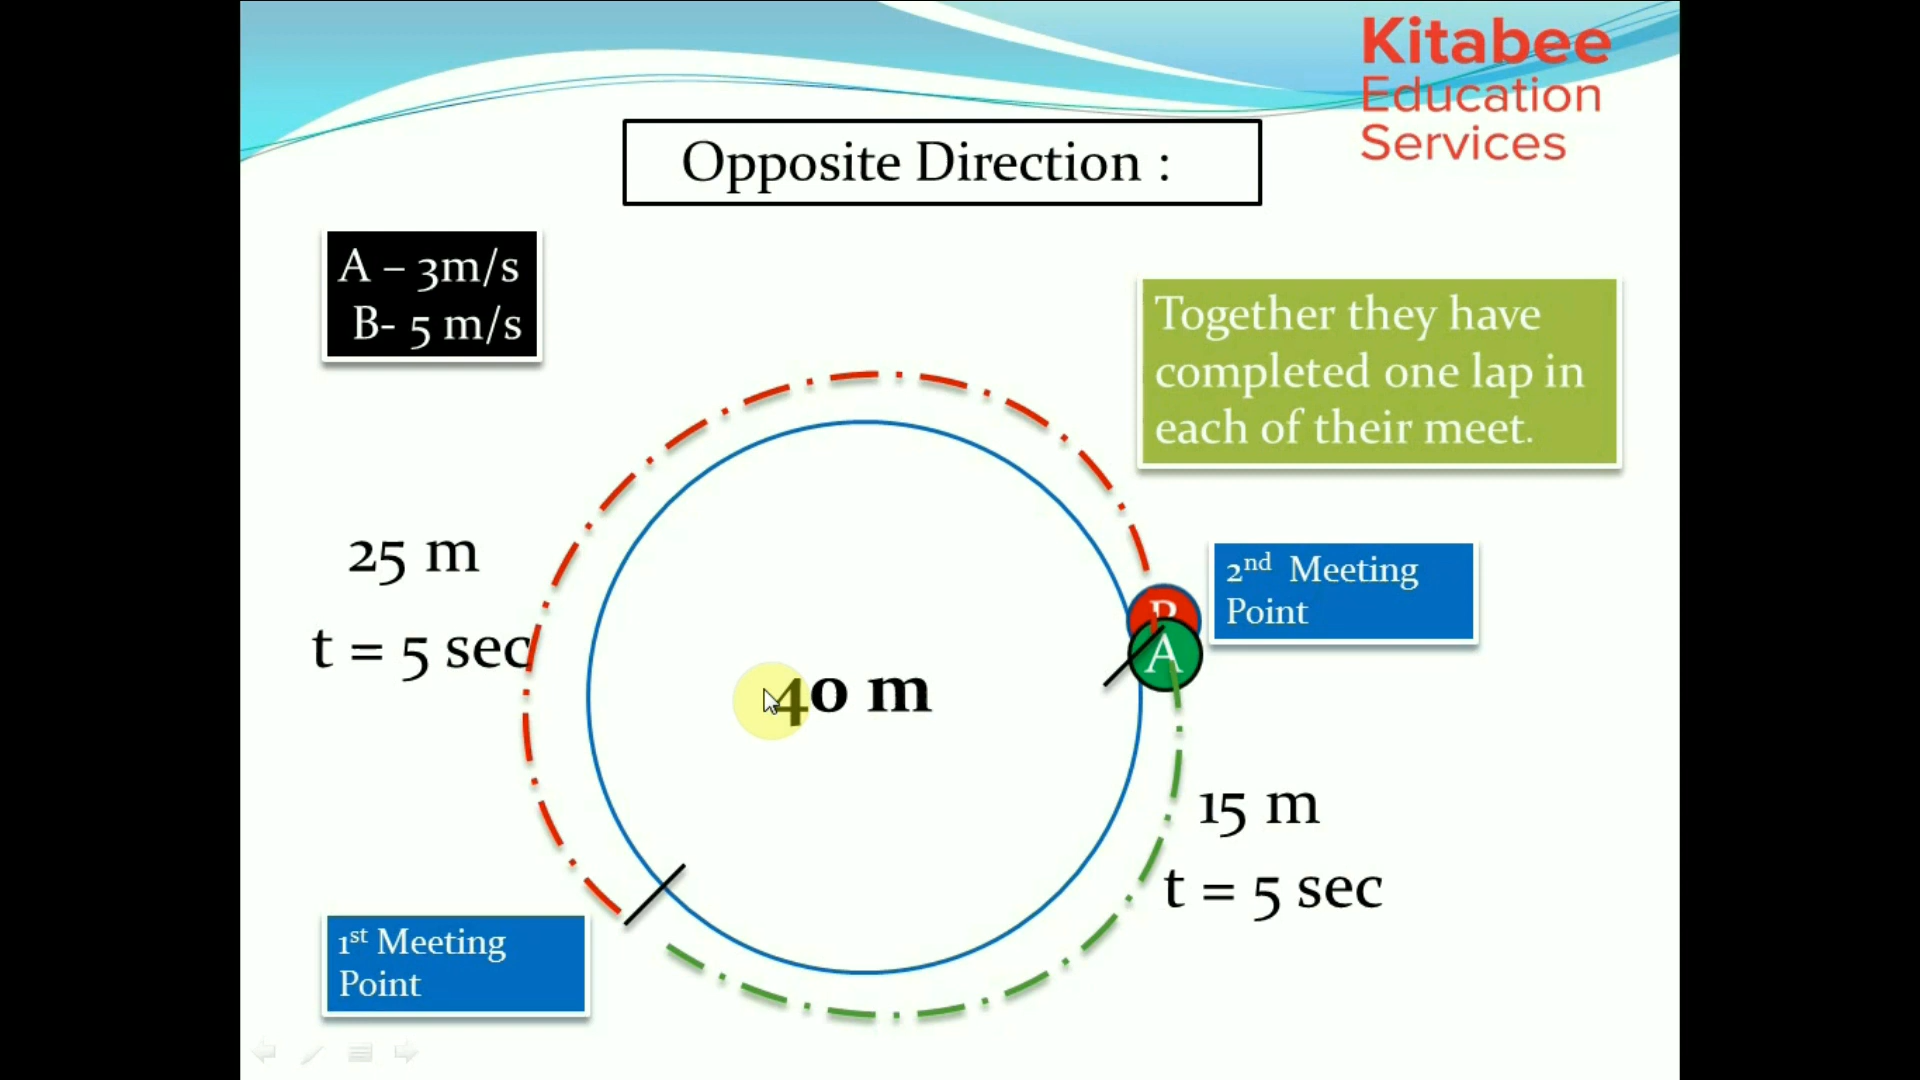 Kitabee
Education
Services
Opposite Direction :
A – 3m/s
B- 5 m/s
Together they have
completed one lap in
each of their meet.
25 m
t = 5 sec
2nd Meeting
Point
B
A
40 m
15 m
t = 5 sec
1st Meeting
Point